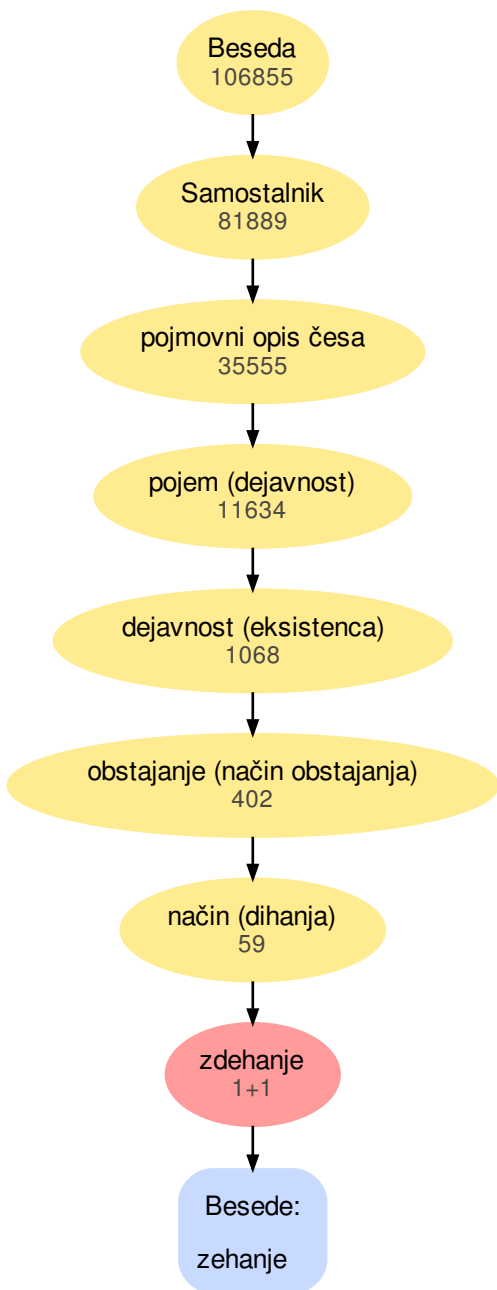 Beseda
106855
Samostalnik
81889
pojmovni opis česa
35555
pojem (dejavnost)
11634
dejavnost (eksistenca)
1068
obstajanje (način obstajanja)
402
način (dihanja)
59
zdehanje
1+1
Besede:
zehanje